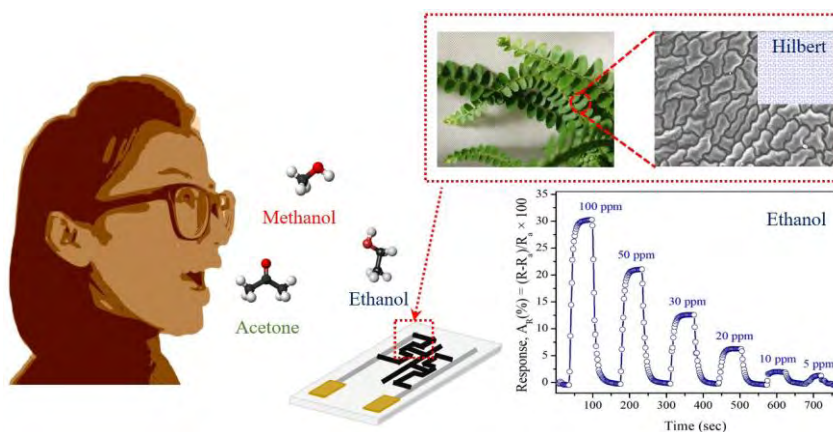 Hilbert
Methanol
Acetone
Ethanol
Ethanol
100 ppm
50 ppm
30 ppm
20 ppm
10 ppm
5 ppm
Response, A_R(%) = (R-R_a)/R_a × 100
35
30
25
20
15
10
5
0
100 200 300 400 500 600 700
Time (sec)